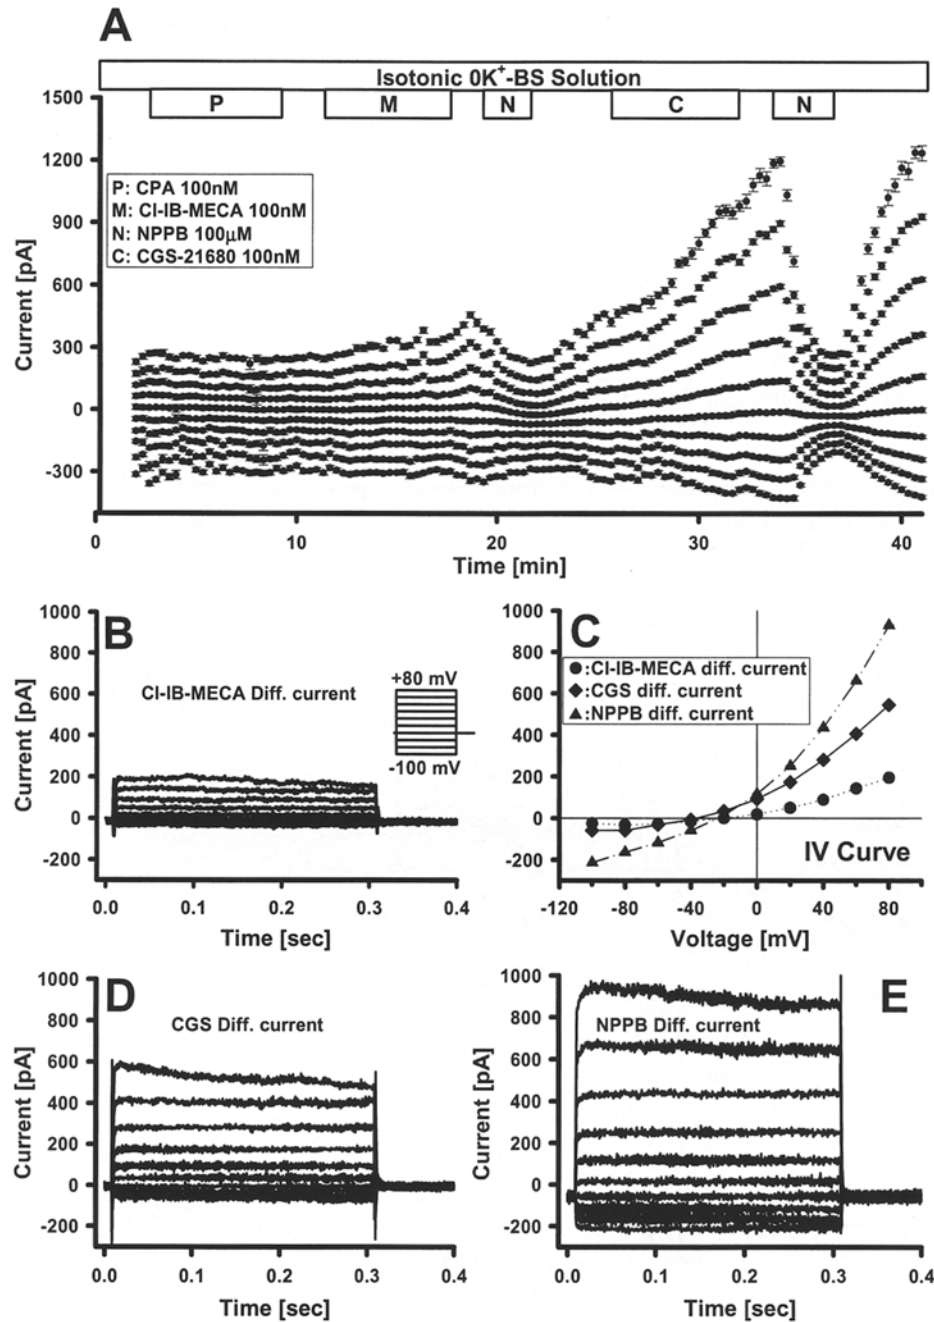 A
Isotonic 0K+-BS Solution
P M N C N
P: CPA 100nM
M: CI-IB-MECA 100nM
N: NPPB 100µM
C: CGS-21680 100nM
Current [pA]
1500
1200
900
600
300
0
-300
0 10 20 30 40
Time [min]
B
CI-IB-MECA Diff. current
+80 mV
-100 mV
Current [pA]
1000
800
600
400
200
0
-200
0.0 0.1 0.2 0.3 0.4
Time [sec]
C
:CI-IB-MECA diff. current
:CGS diff. current
:NPPB diff. current
IV Curve
Current [pA]
1000
800
600
400
200
0
-200
-120 -80 -40 0 40 80
Voltage [mV]
D
CGS Diff. current
Current [pA]
1000
800
600
400
200
0
-200
0.0 0.1 0.2 0.3 0.4
Time [sec]
E
NPPB Diff. current
Current [pA]
1000
800
600
400
200
0
-200
0.0 0.1 0.2 0.3 0.4
Time [sec]